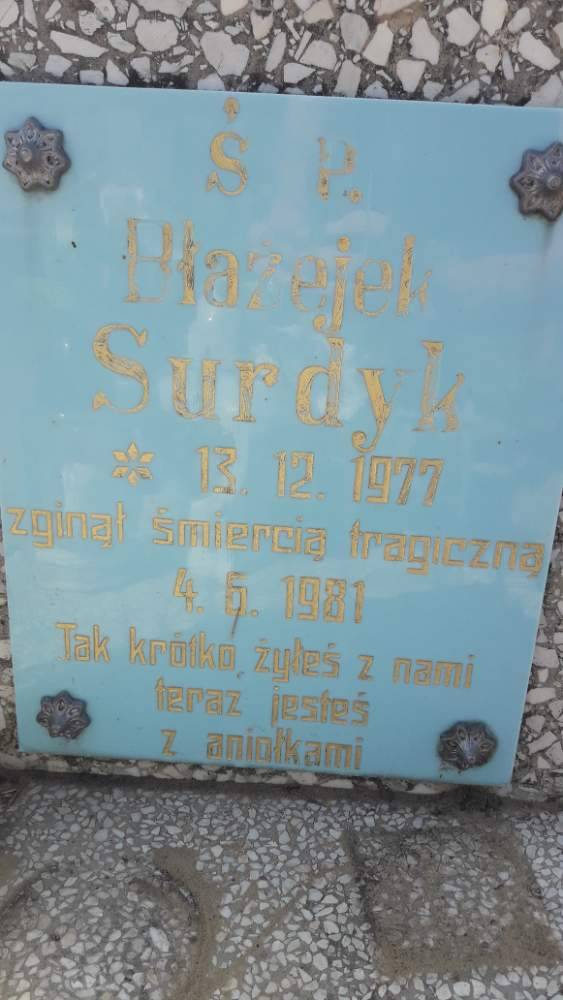 Ś P.
Błażejek
Surdyk
* 13. 12. 1977
zginął śmiercią tragiczną
4. 6. 1981
Tak krótko żyłeś z nami
teraz jesteś
z aniołkami